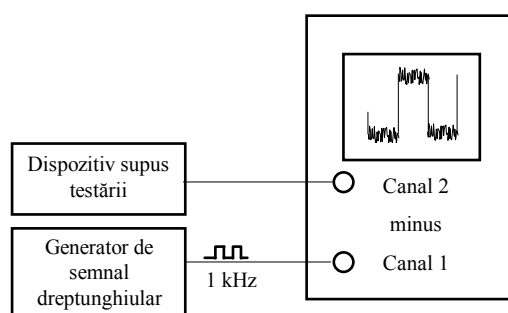 Dispozitiv supus
testării
Canal 2
minus
Generator de
semnal
dreptunghiular
1 kHz
Canal 1